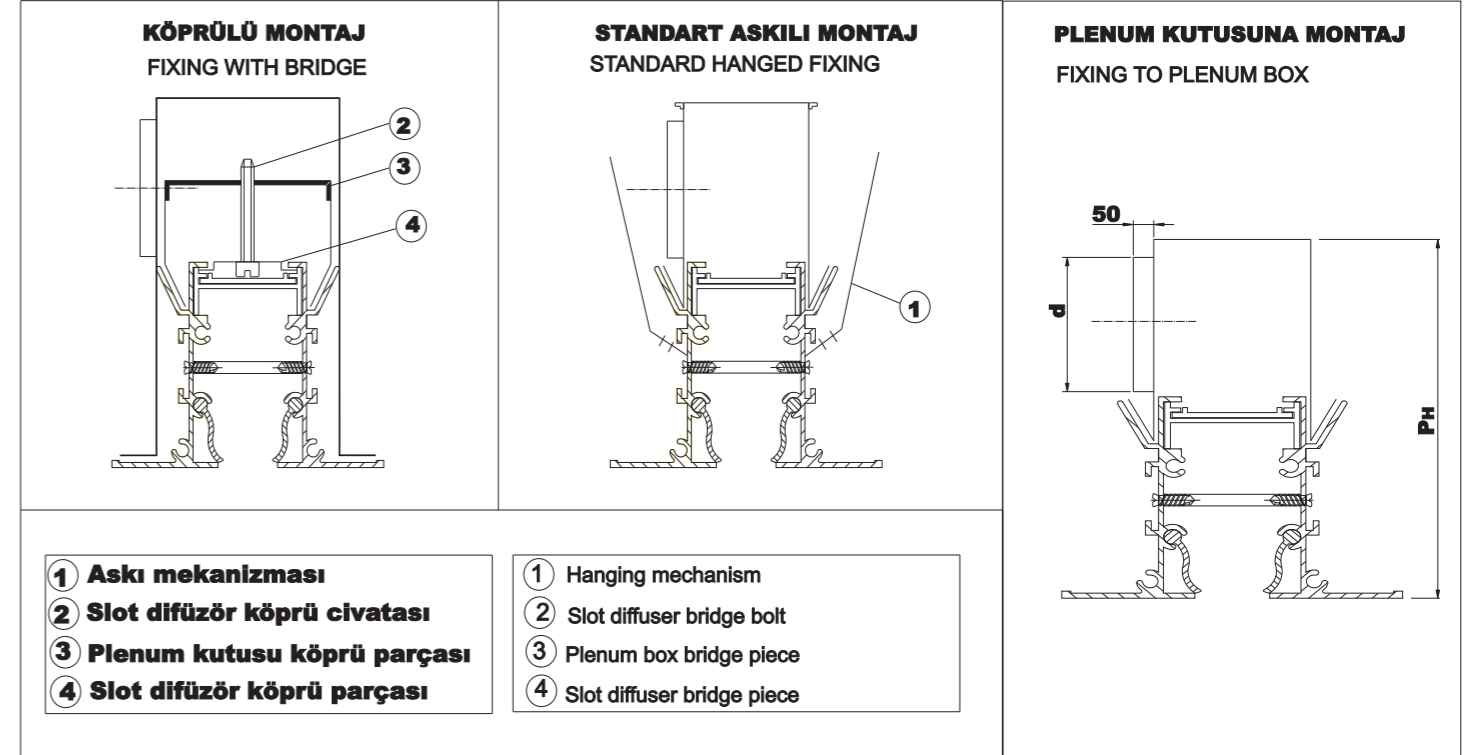 KÖPRÜLÜ MONTAJ
FIXING WITH BRIDGE
2
3
4
STANDART ASKILI MONTAJ
STANDARD HANGED FIXING
1
PLENUM KUTUSUNA MONTAJ
FIXING TO PLENUM BOX
50
d
PH
1 Askı mekanizması
2 Slot difüzör köprü civatası
3 Plenum kutusu köprü parçası
4 Slot difüzör köprü parçası
1 Hanging mechanism
2 Slot diffuser bridge bolt
3 Plenum box bridge piece
4 Slot diffuser bridge piece